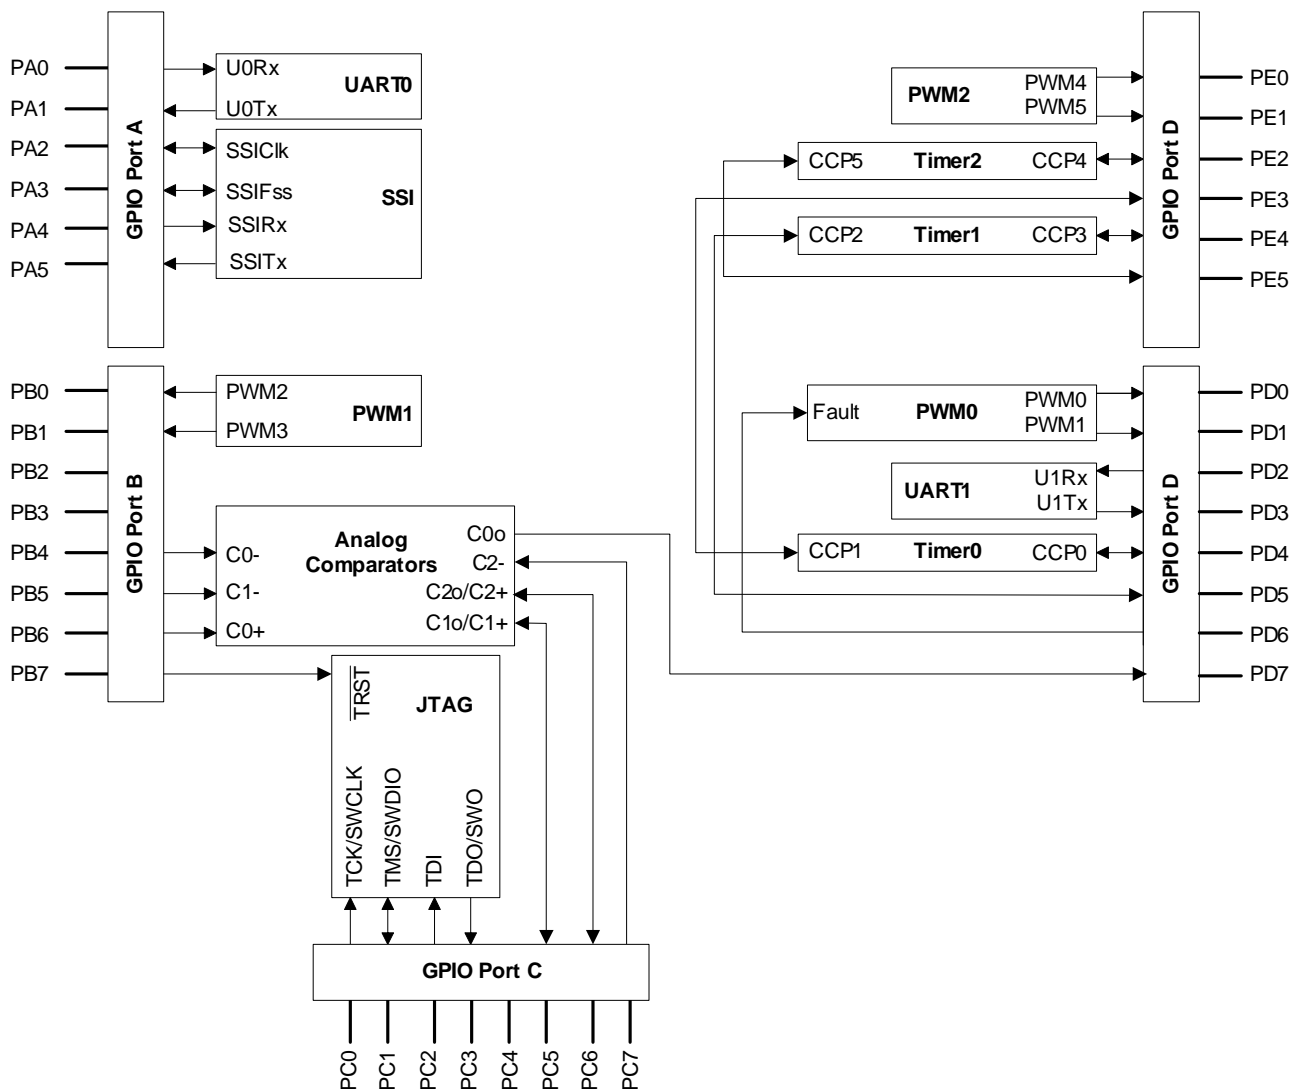 PA0
PA1
PA2
PA3
PA4
PA5
GPIO Port A
U0Rx
U0Tx
UART0
SSIClk
SSIFss
SSIRx
SSITx
SSI
PWM2
PWM4
PWM5
CCP5
Timer2
CCP4
CCP2
Timer1
CCP3
GPIO Port D
PE0
PE1
PE2
PE3
PE4
PE5
PB0
PB1
PB2
PB3
PB4
PB5
PB6
PB7
GPIO Port B
PWM2
PWM3
PWM1
Analog
Comparators
C0-
C1-
C0+
C0o
C2-
C2o/C2+
C1o/C1+
Fault
PWM0
PWM0
PWM1
UART1
U1Rx
U1Tx
CCP1
Timer0
CCP0
GPIO Port D
PD0
PD1
PD2
PD3
PD4
PD5
PD6
PD7
TRST
JTAG
TCK/SWCLK
TMS/SWDIO
TDI
TDO/SWO
GPIO Port C
PC0
PC1
PC2
PC3
PC4
PC5
PC6
PC7